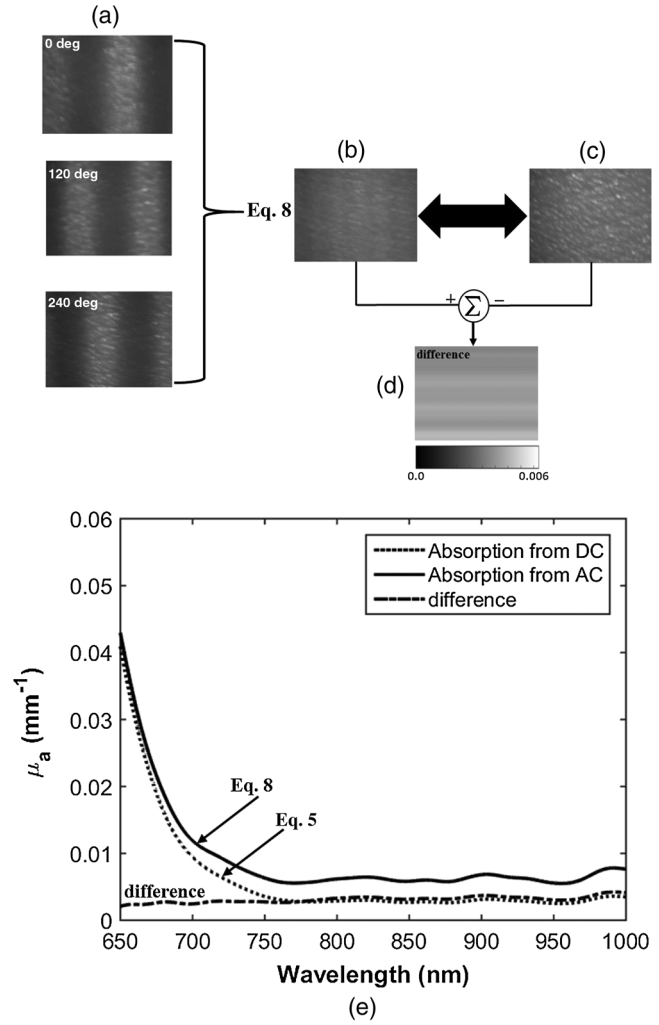 (a)
0 deg
120 deg
240 deg
Eq. 8
(b)
(c)
+ Σ −
difference
(d)
0.0 0.006
0.06
0.05
0.04
0.03
0.02
0.01
0
μa (mm-1)
Absorption from DC
Absorption from AC
difference
Eq. 8
Eq. 5
difference
650 700 750 800 850 900 950 1000
Wavelength (nm)
(e)